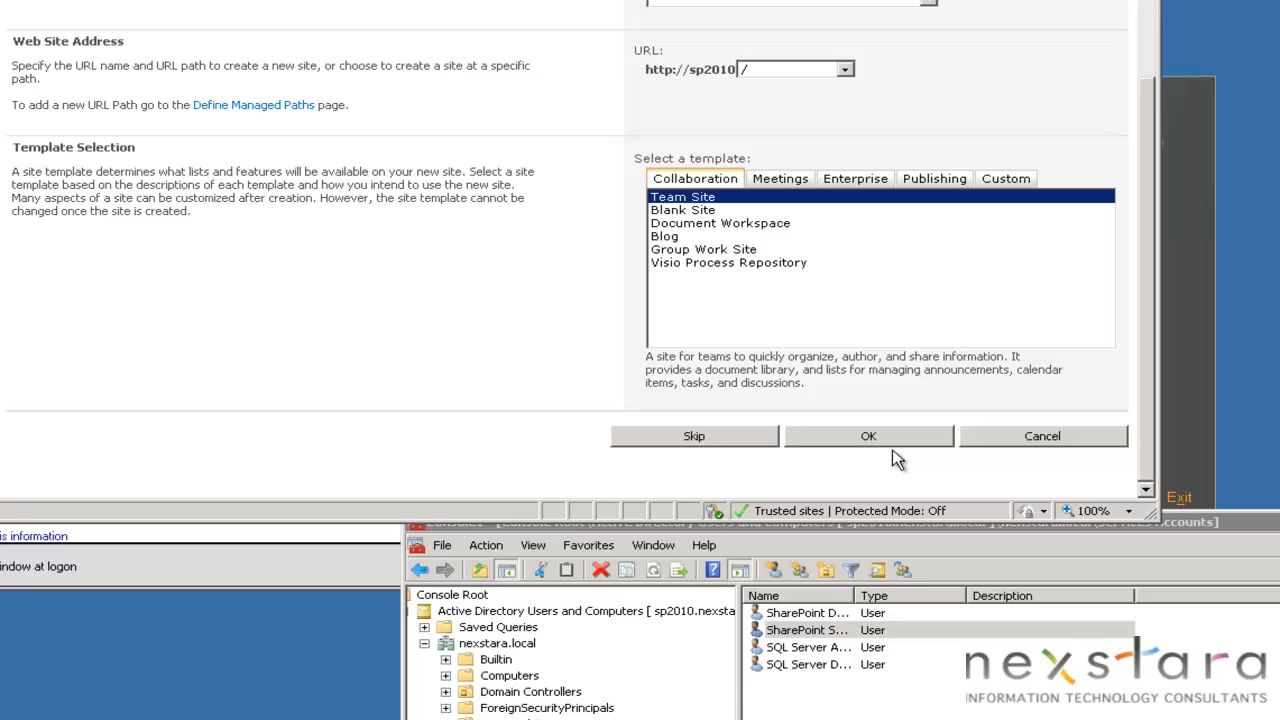 Web Site Address
Specify the URL name and URL path to create a new site, or choose to create a site at a specific
path.
To add a new URL Path go to the Define Managed Paths page.
URL:
http://sp2010 /
Template Selection
A site template determines what lists and features will be available on your new site. Select a site
template based on the descriptions of each template and how you intend to use the new site.
Many aspects of a site can be customized after creation. However, the site template cannot be
changed once the site is created.
Select a template:
Collaboration Meetings Enterprise Publishing Custom
Team Site
Blank Site
Document Workspace
Blog
Group Work Site
Visio Process Repository
A site for teams to quickly organize, author, and share information. It
provides a document library, and lists for managing announcements, calendar
items, tasks, and discussions.
Skip OK Cancel
Exit
Trusted sites | Protected Mode: Off 100%
is information
indow at logon
File Action View Favorites Window Help
Console Root
Active Directory Users and Computers [ sp2010.nexsta
Saved Queries
nexstara.local
Builtin
Computers
Domain Controllers
ForeignSecurityPrincipals
Name Type Description
SharePoint D... User
SharePoint S... User
SQL Server A... User
SQL Server D... User
nexstara
INFORMATION TECHNOLOGY CONSULTANTS